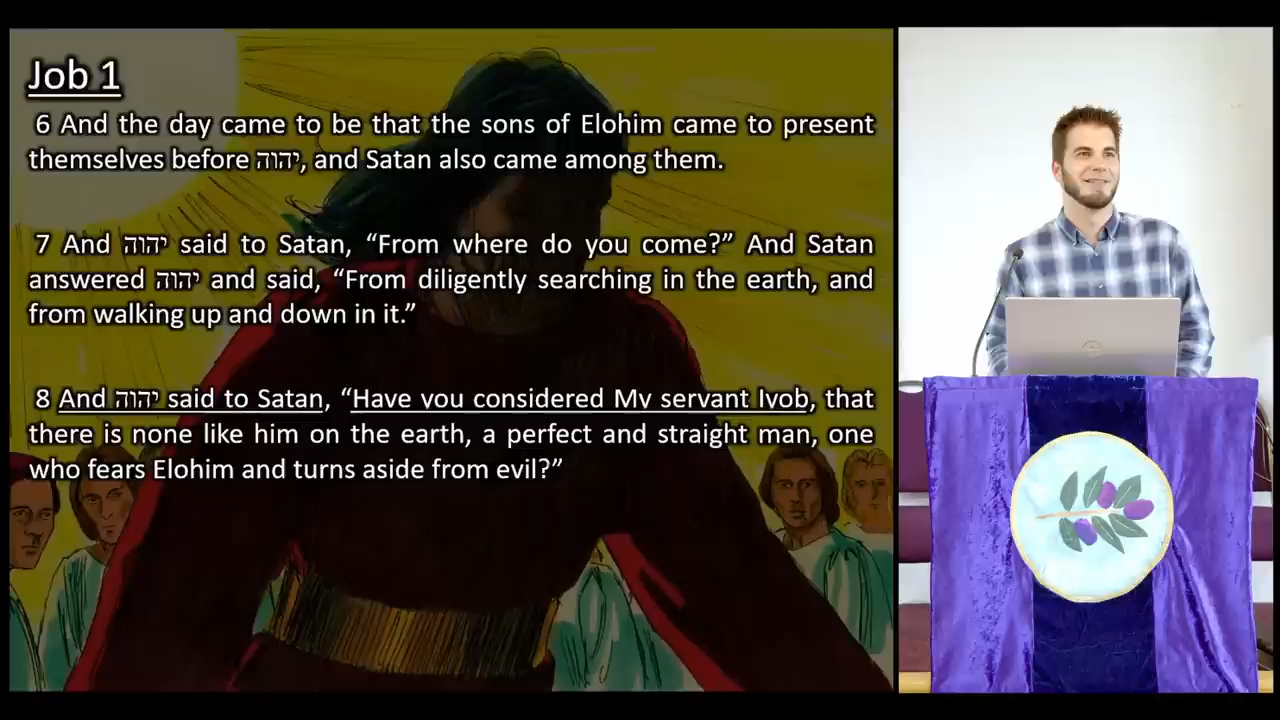 Job 1
6 And the day came to be that the sons of Elohim came to present
themselves before יהוה, and Satan also came among them.
7 And יהוה said to Satan, “From where do you come?” And Satan
answered יהוה and said, “From diligently searching in the earth, and
from walking up and down in it.”
8 And יהוה said to Satan, “Have you considered My servant Iyob, that
there is none like him on the earth, a perfect and straight man, one
who fears Elohim and turns aside from evil?”